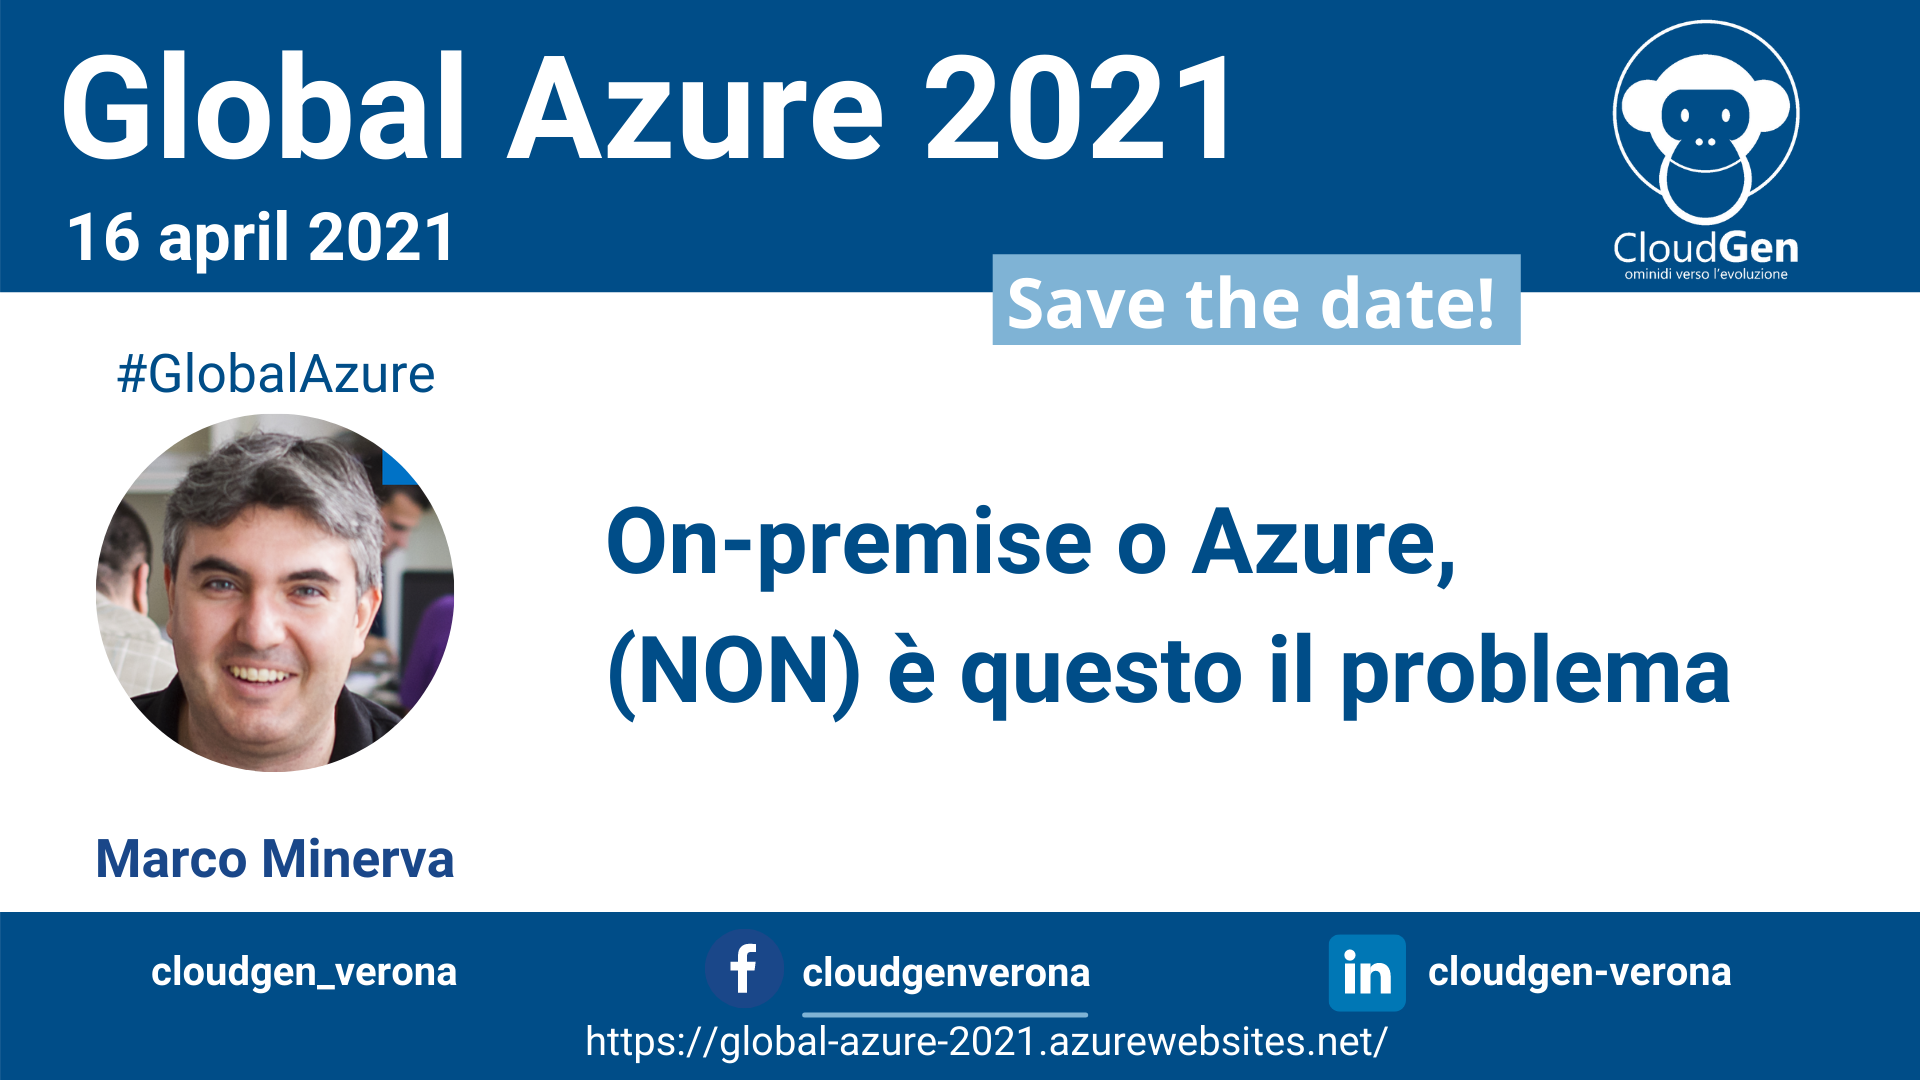 Global Azure 2021
16 april 2021
CloudGen
ominidi verso l'evoluzione
Save the date!
#GlobalAzure
On-premise o Azure,
(NON) è questo il problema
Marco Minerva
cloudgen_verona
f cloudgenverona
in cloudgen-verona
https://global-azure-2021.azurewebsites.net/